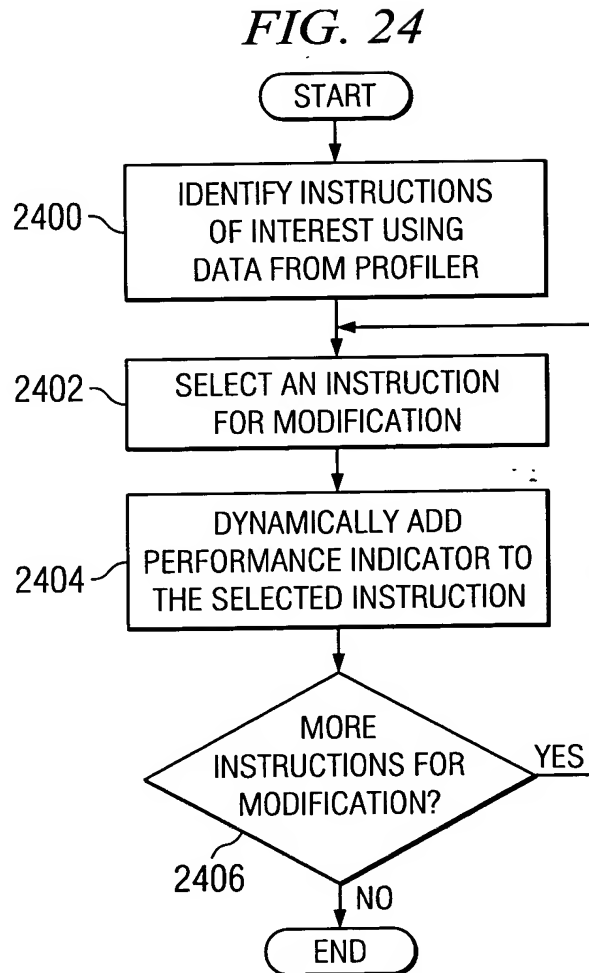 FIG. 24
START
2400
IDENTIFY INSTRUCTIONS
OF INTEREST USING
DATA FROM PROFILER
2402
SELECT AN INSTRUCTION
FOR MODIFICATION
2404
DYNAMICALLY ADD
PERFORMANCE INDICATOR TO
THE SELECTED INSTRUCTION
MORE
INSTRUCTIONS FOR
MODIFICATION?
YES
2406
NO
END